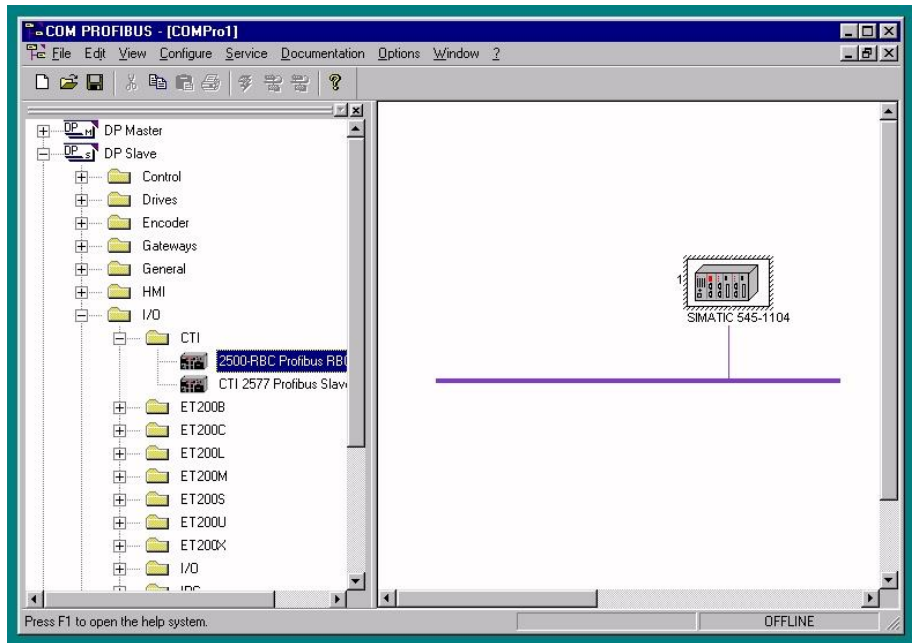 COM PROFIBUS - [COMPro1]
File Edit View Configure Service Documentation Options Window ?
DP M DP Master
DP s DP Slave
Control
Drives
Encoder
Gateways
General
HMI
I/O
CTI
2500-RBC Profibus
CTI 2577 Profibus
ET200B
ET200C
ET200L
ET200M
ET200S
ET200U
ET200X
I/O
1
SIMATIC 545-1104
Press F1 to open the help system.
OFFLINE